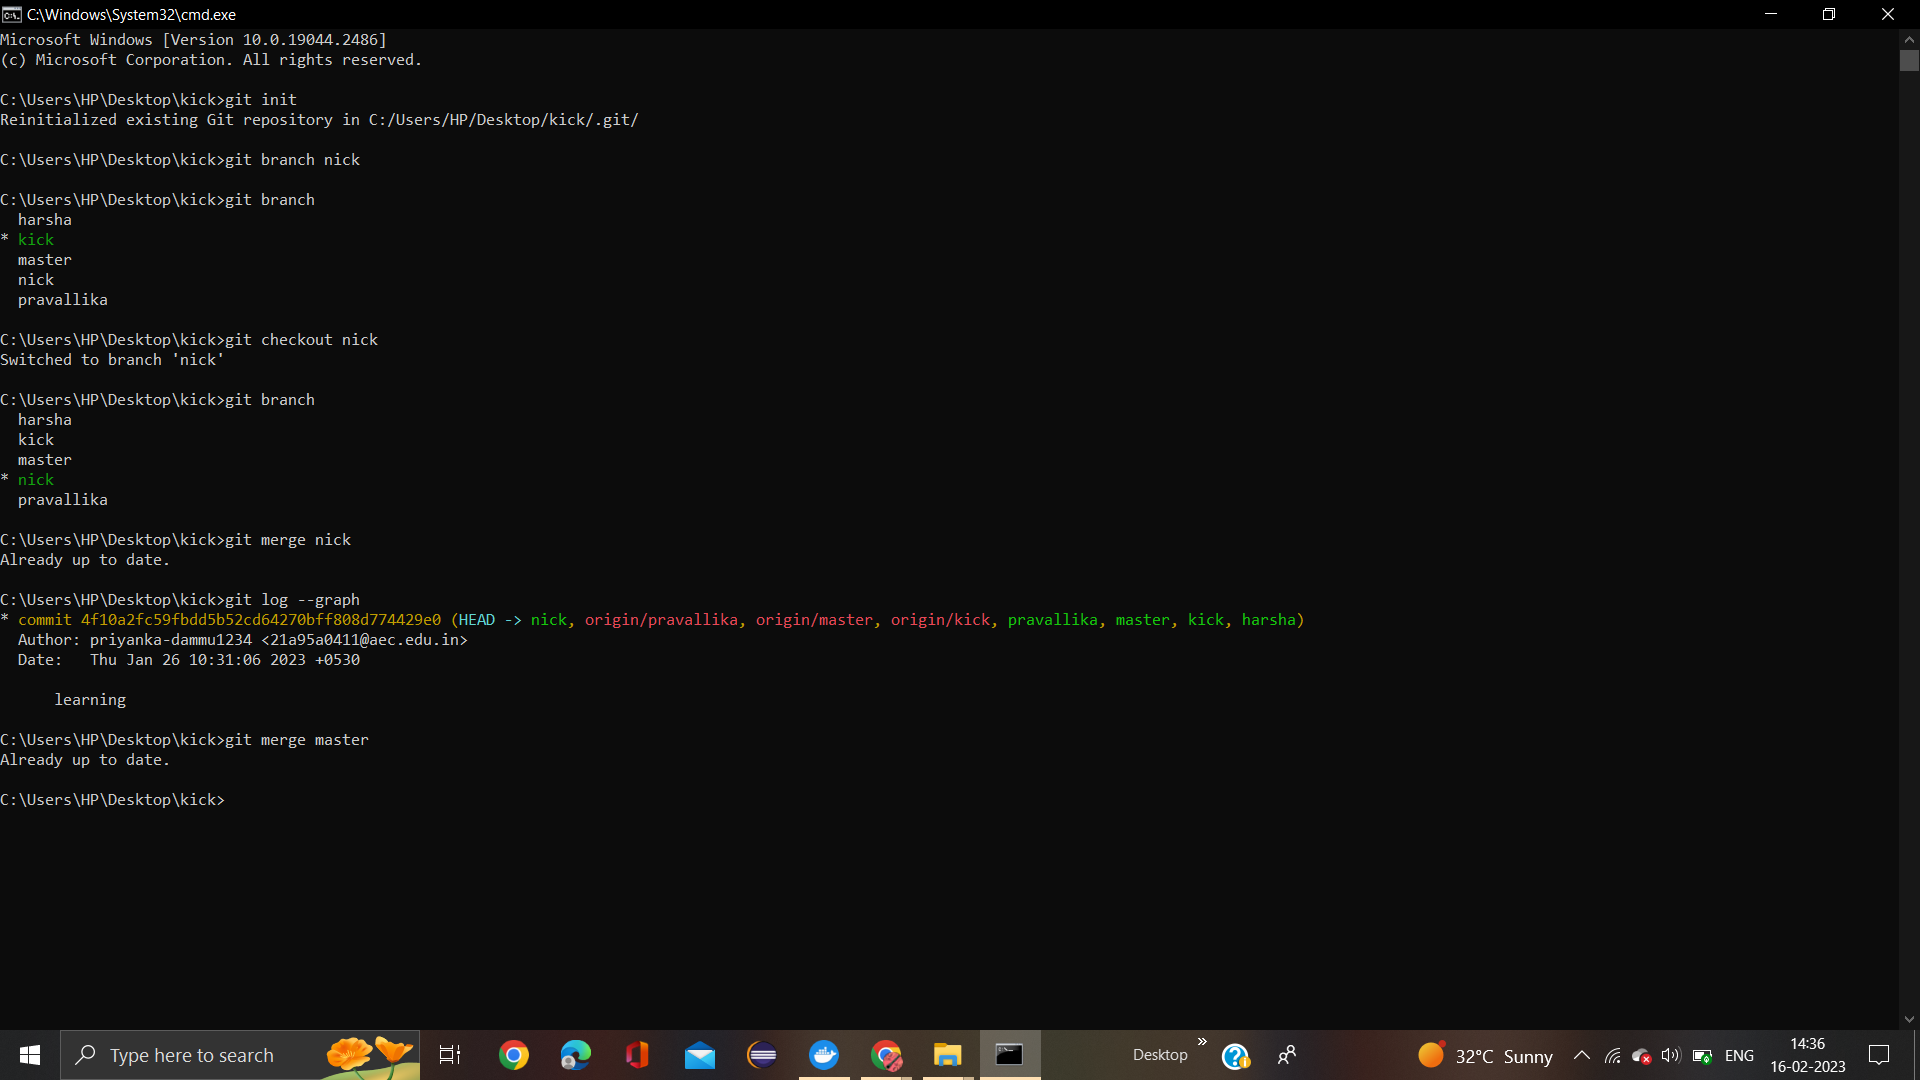 C:\Windows\System32\cmd.exe
Microsoft Windows [Version 10.0.19044.2486]
(c) Microsoft Corporation. All rights reserved.
C:\Users\HP\Desktop\kick>git init
Reinitialized existing Git repository in C:/Users/HP/Desktop/kick/.git/
C:\Users\HP\Desktop\kick>git branch nick
C:\Users\HP\Desktop\kick>git branch
  harsha
* kick
  master
  nick
  pravallika
C:\Users\HP\Desktop\kick>git checkout nick
Switched to branch 'nick'
C:\Users\HP\Desktop\kick>git branch
  harsha
  kick
  master
* nick
  pravallika
C:\Users\HP\Desktop\kick>git merge nick
Already up to date.
C:\Users\HP\Desktop\kick>git log --graph
* commit 4f10a2fc59fbdd5b52cd64270bff808d774429e0 (HEAD -> nick, origin/pravallika, origin/master, origin/kick, pravallika, master, kick, harsha)
  Author: priyanka-dammu1234 <21a95a0411@aec.edu.in>
  Date:   Thu Jan 26 10:31:06 2023 +0530
      learning
C:\Users\HP\Desktop\kick>git merge master
Already up to date.
C:\Users\HP\Desktop\kick>
Type here to search
Desktop
32°C Sunny
ENG
14:36
16-02-2023